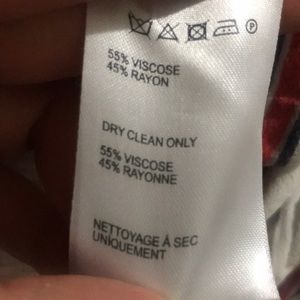 P
55% VISCOSE
45% RAYON
DRY CLEAN ONLY
55% VISCOSE
45% RAYONNE
NETTOYAGE À SEC
UNIQUEMENT